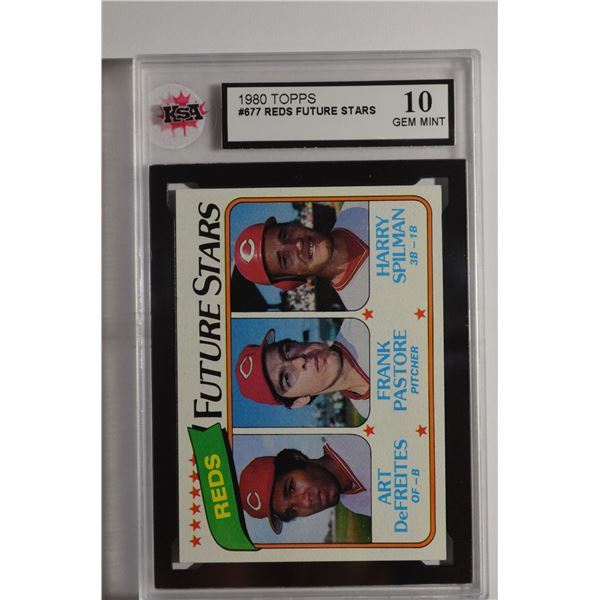 KSA
1980 TOPPS
#677 REDS FUTURE STARS
10
GEM MINT
REDS
FUTURE STARS
ART
DeFREITES
OF – B
FRANK
PASTORE
PITCHER
HARRY
SPILMAN
3B – 1B